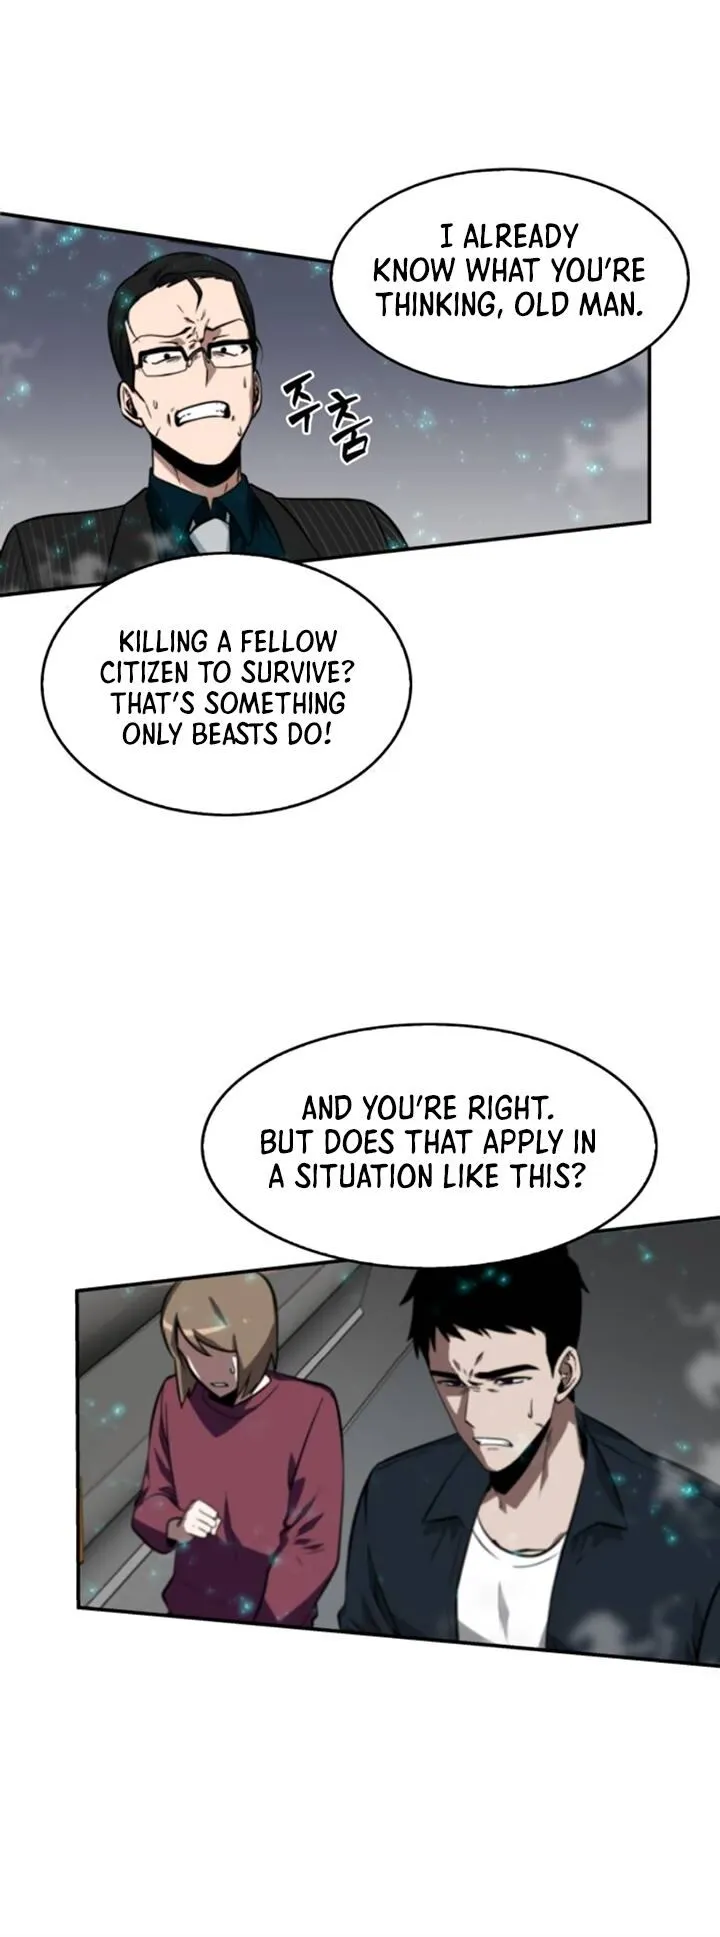 I ALREADY
KNOW WHAT YOU'RE
THINKING, OLD MAN.
주춤
KILLING A FELLOW
CITIZEN TO SURVIVE?
THAT'S SOMETHING
ONLY BEASTS DO!
AND YOU'RE RIGHT.
BUT DOES THAT APPLY IN
A SITUATION LIKE THIS?